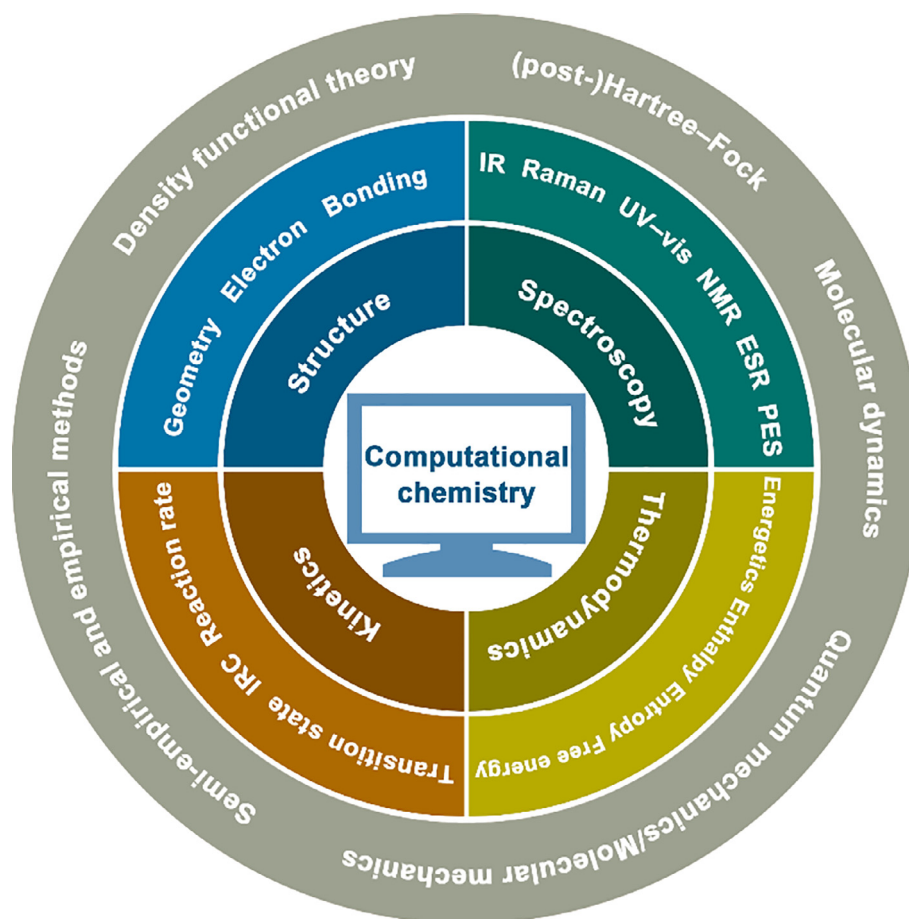 Density functional theory
(post-)Hartree–Fock
Molecular dynamics
Quantum mechanics/Molecular mechanics
Semi-empirical and empirical methods
Geometry Electron Bonding
IR Raman UV–vis NMR ESR PES
Energetics Enthalpy Entropy Free energy
Transition state IRC Reaction rate
Structure
Spectroscopy
Thermodynamics
Kinetics
Computational
chemistry